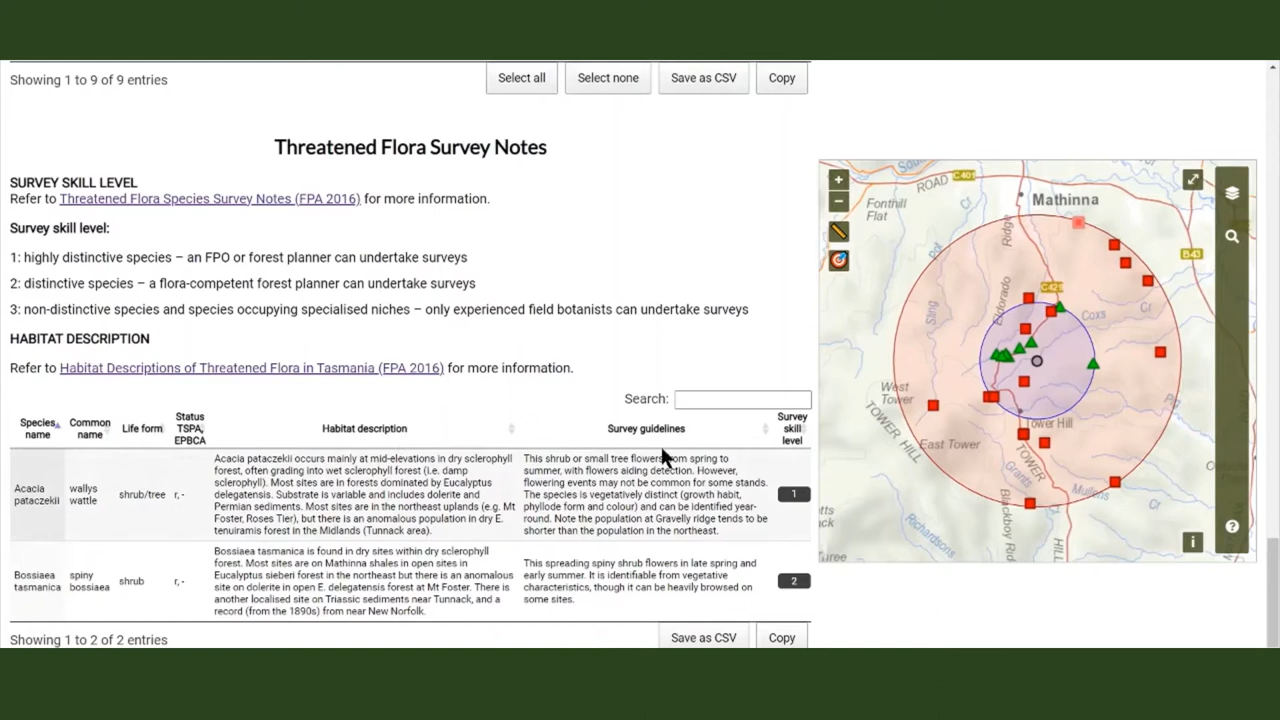 Showing 1 to 9 of 9 entries
Select all
Select none
Save as CSV
Copy
Threatened Flora Survey Notes
SURVEY SKILL LEVEL
Refer to Threatened Flora Species Survey Notes (FPA 2016) for more information.
Survey skill level:
1: highly distinctive species – an FPO or forest planner can undertake surveys
2: distinctive species – a flora-competent forest planner can undertake surveys
3: non-distinctive species and species occupying specialised niches – only experienced field botanists can undertake surveys
HABITAT DESCRIPTION
Refer to Habitat Descriptions of Threatened Flora in Tasmania (FPA 2016) for more information.
Search:
Species name
Common name
Life form
Status TSPA, EPBCA
Habitat description
Survey guidelines
Survey skill level
Acacia pataczekii
wallys wattle
shrub/tree
r, -
Acacia pataczekii occurs mainly at mid-elevations in dry sclerophyll
forest, often grading into wet sclerophyll forest (i.e. damp
sclerophyll). Most sites are in forests dominated by Eucalyptus
delegatensis. Substrate is variable and includes dolerite and
Permian sediments. Most sites are in the northeast uplands (e.g. Mt
Foster, Roses Tier), but there is an anomalous population in dry E.
tenuiramis forest in the Midlands (Tunnack area).
This shrub or small tree flowers from spring to
summer, with flowers aiding detection. However,
flowering events may not be common for some stands.
The species is vegetatively distinct (growth habit,
phyllode form and colour) and can be identified year-
round. Note the population at Gravelly ridge tends to be
shorter than the population in the northeast.
1
Bossiaea tasmanica
spiny bossiaea
shrub
r, -
Bossiaea tasmanica is found in dry sites within dry sclerophyll
forest. Most sites are on Mathinna shales in open sites in
Eucalyptus sieberi forest in the northeast but there is an anomalous
site on dolerite in open E. delegatensis forest at Mt Foster. There is
another localised site on Triassic sediments near Tunnack, and a
record (from the 1890s) from near New Norfolk.
This spreading spiny shrub flowers in late spring and
early summer. It is identifiable from vegetative
characteristics, though it can be heavily browsed on
some sites.
2
Showing 1 to 2 of 2 entries
Save as CSV
Copy
+
−
ROAD
C401
Mathinna
Fonthill
Flat
Cr
Ridge
B43
Eldorado
C429
Sling
Coxs
Cr
West
Tower
TOWER HILL
East Tower
Tower Hill
TOWER
Grants
Mullins
Cr
Blackboy Rd
HILL
Richardsons
?
i